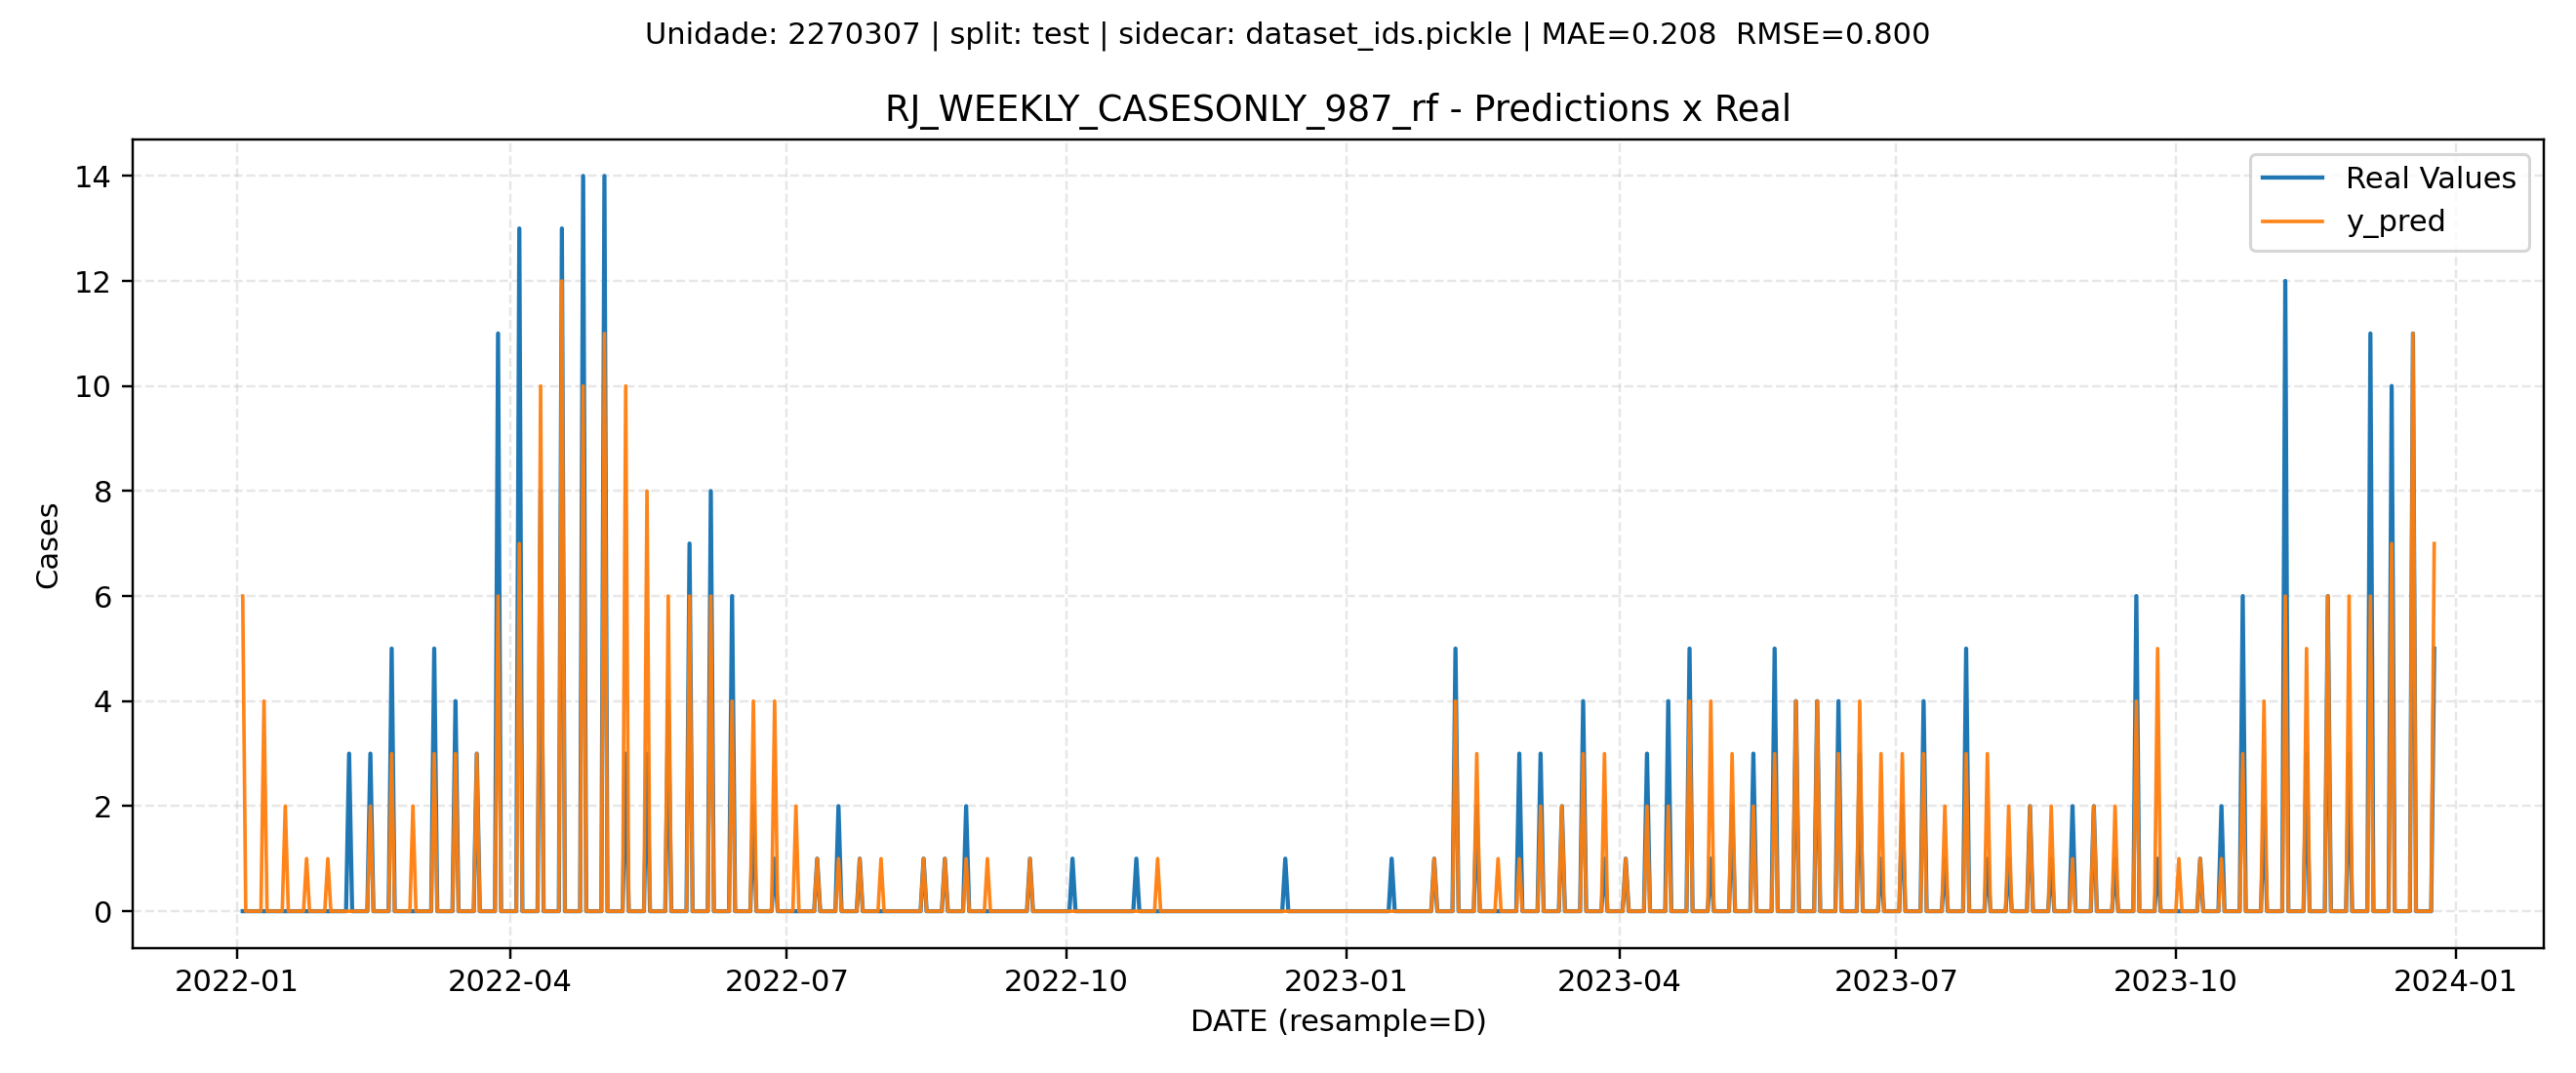 Unidade: 2270307 | split: test | sidecar: dataset_ids.pickle | MAE=0.208  RMSE=0.800
RJ_WEEKLY_CASESONLY_987_rf - Predictions x Real
Real Values
y_pred
Cases
14
12
10
8
6
4
2
0
2022-01
2022-04
2022-07
2022-10
2023-01
2023-04
2023-07
2023-10
2024-01
DATE (resample=D)